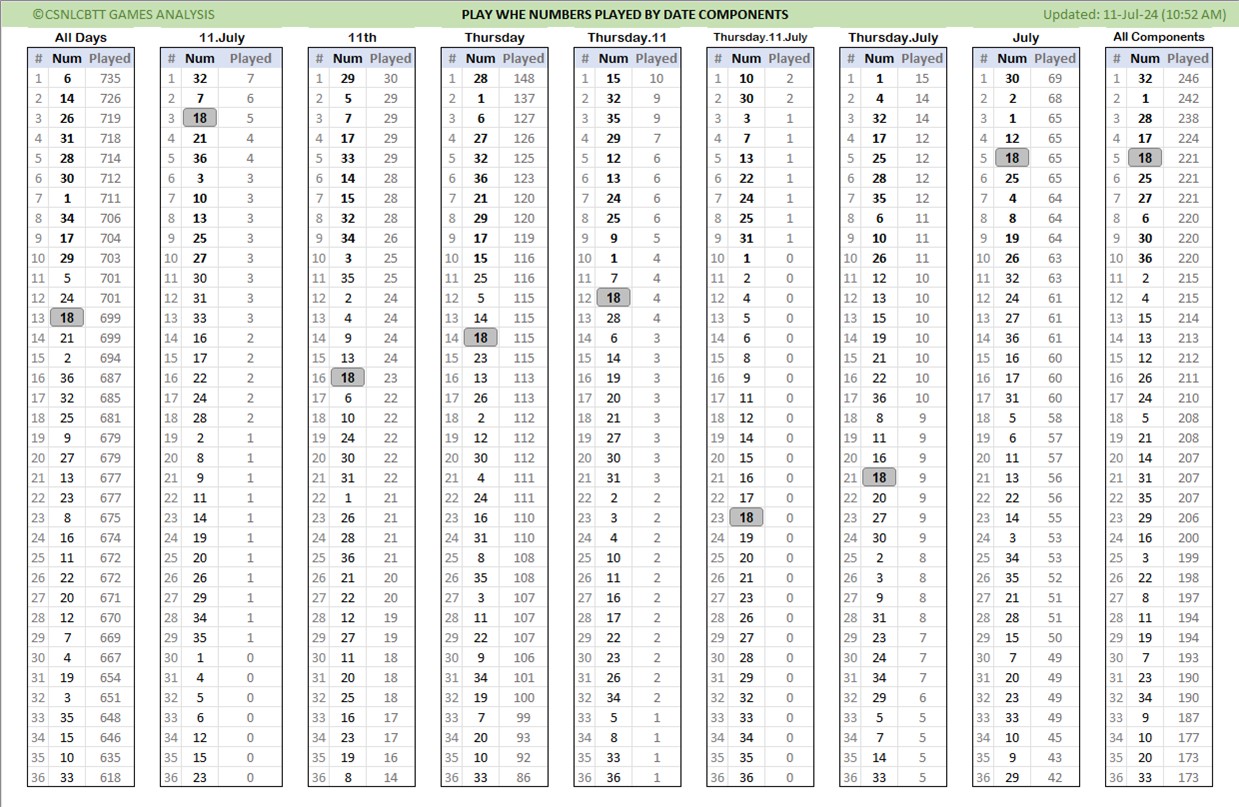 ©CSNLCBTT GAMES ANALYSIS PLAY WHE NUMBERS PLAYED BY DATE COMPONENTS Updated: 11-Jul-24 (10:52 AM)
All Days 11.July 11th Thursday Thursday.11 Thursday.11.July Thursday.July July All Components
# Num Played # Num Played # Num Played # Num Played # Num Played # Num Played # Num Played # Num Played # Num Played
1 6 735 1 32 7 1 29 30 1 28 148 1 15 10 1 10 2 1 1 15 1 30 69 1 32 246
2 14 726 2 7 6 2 5 29 2 1 137 2 32 9 2 30 2 2 4 14 2 2 68 2 1 242
3 26 719 3 18 5 3 7 29 3 6 127 3 35 9 3 3 1 3 32 14 3 1 65 3 28 238
4 31 718 4 21 4 4 17 29 4 27 126 4 29 7 4 7 1 4 17 12 4 12 65 4 17 224
5 28 714 5 36 4 5 33 29 5 32 125 5 12 6 5 13 1 5 25 12 5 18 65 5 18 221
6 30 712 6 3 3 6 14 28 6 36 123 6 13 6 6 22 1 6 28 12 6 25 65 6 25 221
7 1 711 7 10 3 7 15 28 7 21 120 7 24 6 7 24 1 7 35 12 7 4 64 7 27 221
8 34 706 8 13 3 8 32 28 8 29 120 8 25 6 8 25 1 8 6 11 8 8 64 8 6 220
9 17 704 9 25 3 9 34 26 9 17 119 9 9 5 9 31 1 9 10 11 9 19 64 9 30 220
10 29 703 10 27 3 10 3 25 10 15 116 10 1 4 10 1 0 10 26 11 10 26 63 10 36 220
11 5 701 11 30 3 11 35 25 11 25 116 11 7 4 11 2 0 11 12 10 11 32 63 11 2 215
12 24 701 12 31 3 12 2 24 12 5 115 12 18 4 12 4 0 12 13 10 12 24 61 12 4 215
13 18 699 13 33 3 13 4 24 13 14 115 13 28 4 13 5 0 13 15 10 13 27 61 13 15 214
14 21 699 14 16 2 14 9 24 14 18 115 14 6 3 14 6 0 14 19 10 14 36 61 14 13 213
15 2 694 15 17 2 15 13 24 15 23 115 15 14 3 15 8 0 15 21 10 15 16 60 15 12 212
16 36 687 16 22 2 16 18 23 16 13 113 16 19 3 16 9 0 16 22 10 16 17 60 16 26 211
17 32 685 17 24 2 17 6 22 17 26 113 17 20 3 17 11 0 17 36 10 17 31 60 17 24 210
18 25 681 18 28 2 18 10 22 18 2 112 18 21 3 18 12 0 18 8 9 18 5 58 18 5 208
19 9 679 19 2 1 19 24 22 19 12 112 19 27 3 19 14 0 19 11 9 19 6 57 19 21 208
20 27 679 20 8 1 20 30 22 20 30 112 20 30 3 20 15 0 20 16 9 20 11 57 20 14 207
21 13 677 21 9 1 21 31 22 21 4 111 21 31 3 21 16 0 21 18 9 21 13 56 21 31 207
22 23 677 22 11 1 22 1 21 22 24 111 22 2 2 22 17 0 22 20 9 22 22 56 22 35 207
23 8 675 23 14 1 23 26 21 23 16 110 23 3 2 23 18 0 23 27 9 23 14 55 23 29 206
24 16 674 24 19 1 24 28 21 24 31 110 24 4 2 24 19 0 24 30 9 24 3 53 24 16 200
25 11 672 25 20 1 25 36 21 25 8 108 25 10 2 25 20 0 25 2 8 25 34 53 25 3 199
26 22 672 26 26 1 26 21 20 26 35 108 26 11 2 26 21 0 26 3 8 26 35 52 26 22 198
27 20 671 27 29 1 27 22 20 27 3 107 27 16 2 27 23 0 27 9 8 27 21 51 27 8 197
28 12 670 28 34 1 28 12 19 28 11 107 28 17 2 28 26 0 28 31 8 28 28 51 28 11 194
29 7 669 29 35 1 29 27 19 29 22 107 29 22 2 29 27 0 29 23 7 29 15 50 29 19 194
30 4 667 30 1 0 30 11 18 30 9 106 30 23 2 30 28 0 30 24 7 30 7 49 30 7 193
31 19 654 31 4 0 31 20 18 31 34 101 31 26 2 31 29 0 31 34 7 31 20 49 31 23 190
32 3 651 32 5 0 32 25 18 32 19 100 32 34 2 32 32 0 32 29 6 32 23 49 32 34 190
33 35 648 33 6 0 33 16 17 33 7 99 33 5 1 33 33 0 33 5 5 33 33 49 33 9 187
34 15 646 34 12 0 34 23 17 34 20 93 34 8 1 34 34 0 34 7 5 34 10 45 34 10 177
35 10 635 35 15 0 35 19 16 35 10 92 35 33 1 35 35 0 35 14 5 35 9 43 35 20 173
36 33 618 36 23 0 36 8 14 36 33 86 36 36 1 36 36 0 36 33 5 36 29 42 36 33 173